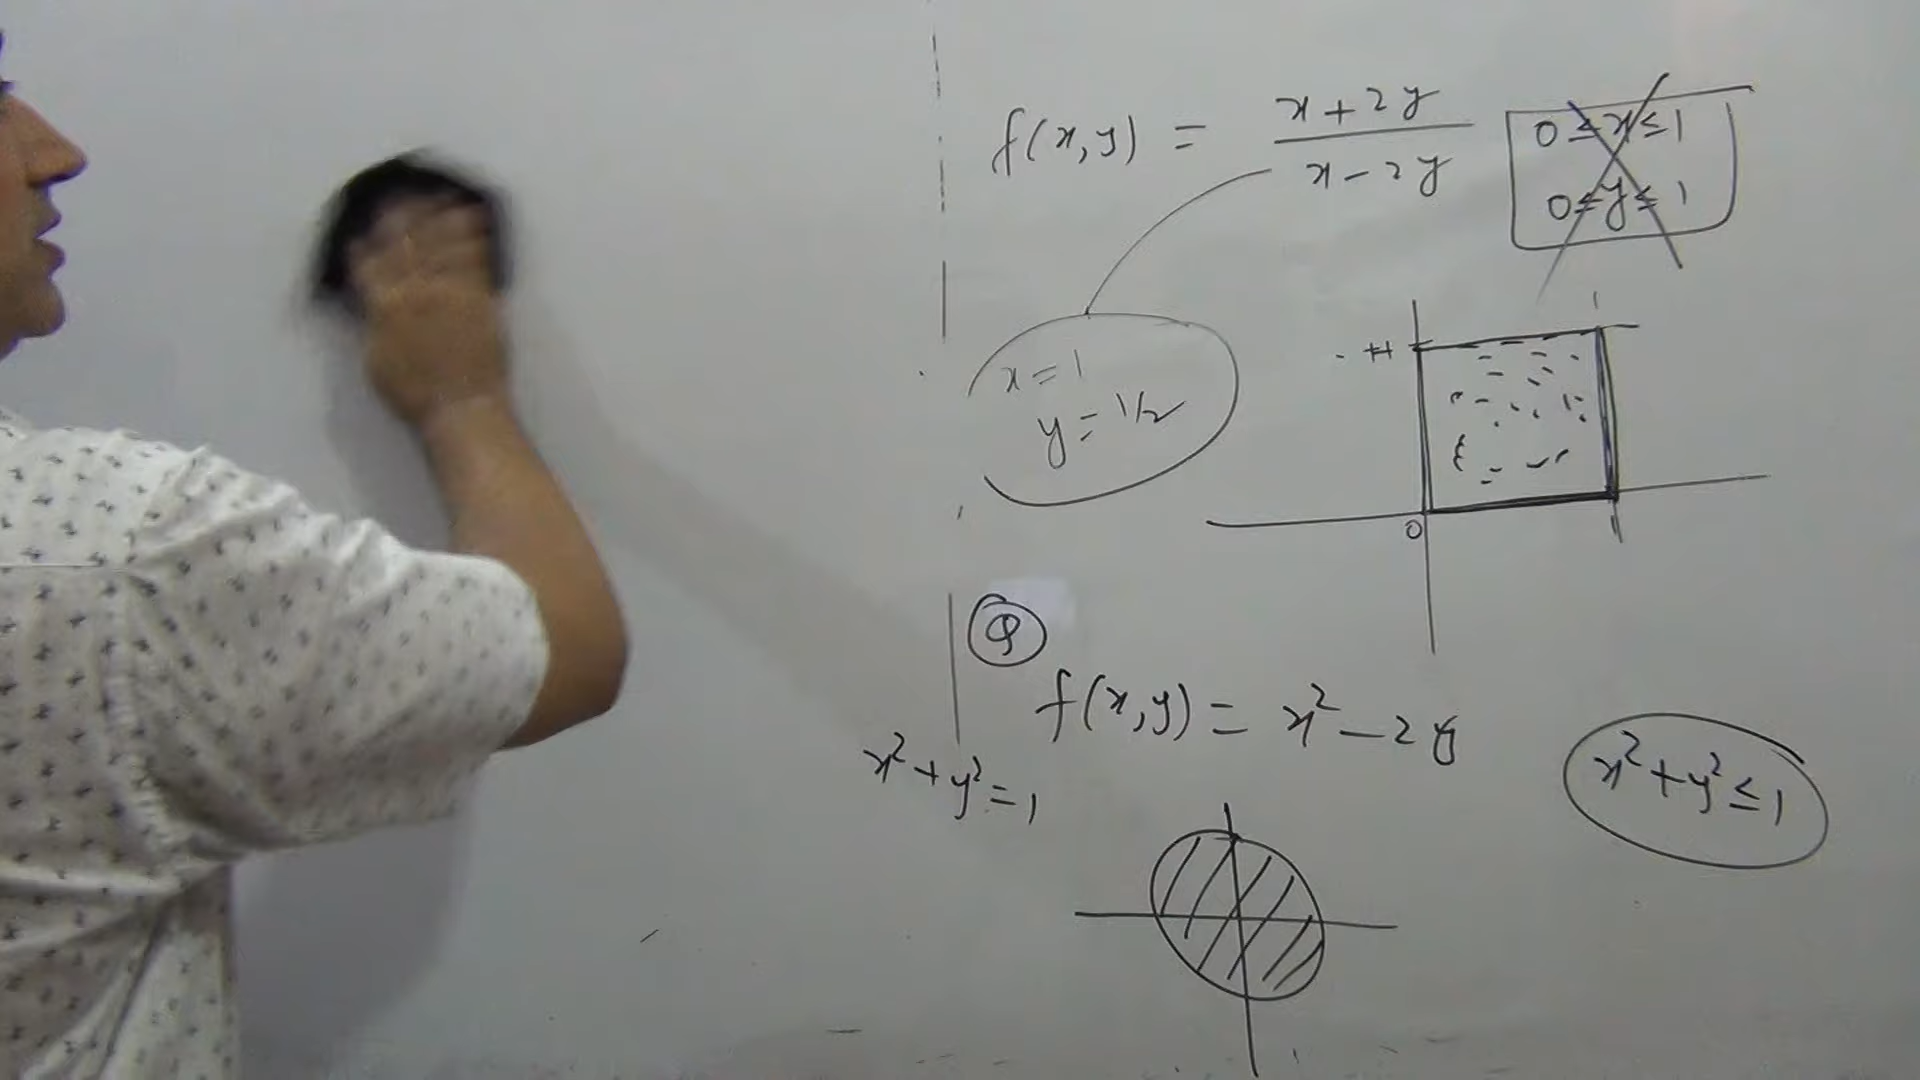 f(x,y) = x+2y / x-2y
0 ≤ x ≤ 1
0 ≤ y ≤ 1
x = 1
y = 1/2
1
0
1
Q
f(x,y) = x² - 2y
x² + y² = 1
x² + y² ≤ 1